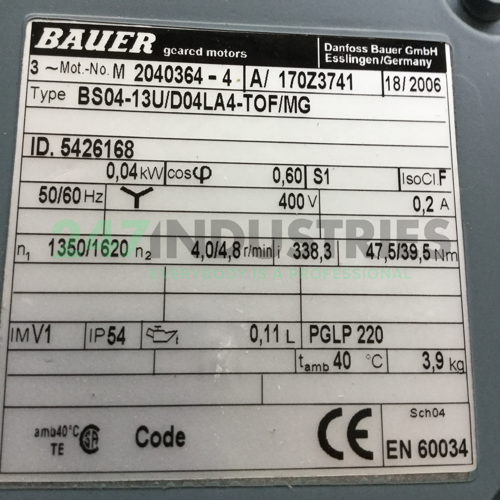 BAUER
geared motors
Danfoss Bauer GmbH
Esslingen/Germany
3 ~ Mot.-No. M 2040364 - 4 A/ 170Z3741 18/2006
Type BS04-13U/D04LA4-TOF/MG
ID. 5426168
0,04 kW cosφ 0,60 S1 IsoCl. F
50/60 Hz Y 400 V 0,2 A
247INDUSTRIES
n1 1350/1620 n2 4,0/4,8 r/min i 338,3 47,5/39,5 Nm
IM V1 IP 54 0,11 L PGLP 220
tamb 40 °C 3,9 kg
Sch04
amb40°C
TE
Code
CE
EN 60034